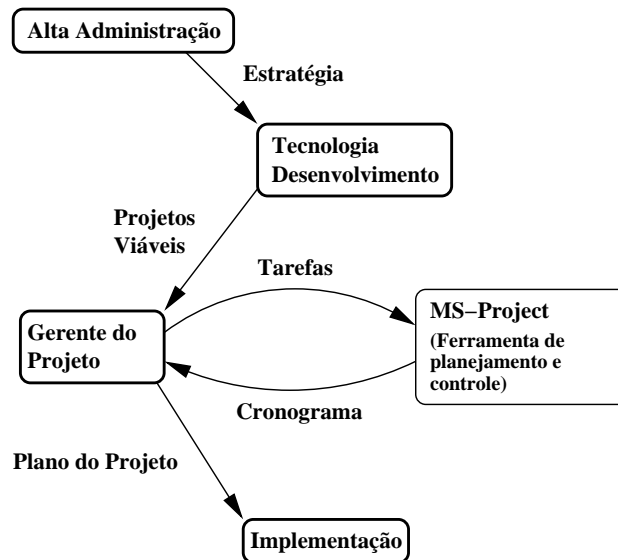 Alta Administração
Estratégia
Tecnologia
Desenvolvimento
Projetos
Viáveis
Tarefas
MS−Project
(Ferramenta de
planejamento e
controle)
Gerente do
Projeto
Cronograma
Plano do Projeto
Implementação